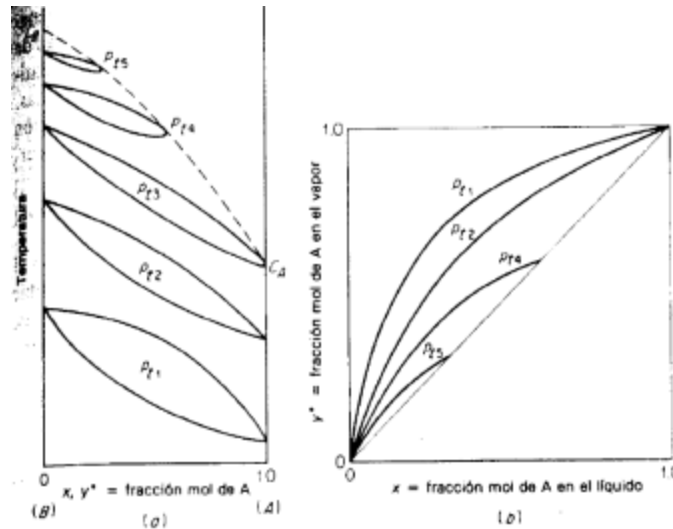 P_t5
P_t4
P_t3
C_A
P_t2
P_t1
Temperatura
0
1.0
x, y* = fracción mol de A
(B)
(a)
(A)
1.0
P_t1
P_t2
P_t4
P_t5
y* = fracción mol de A en el vapor
0
0
1.0
x = fracción mol de A en el líquido
(b)